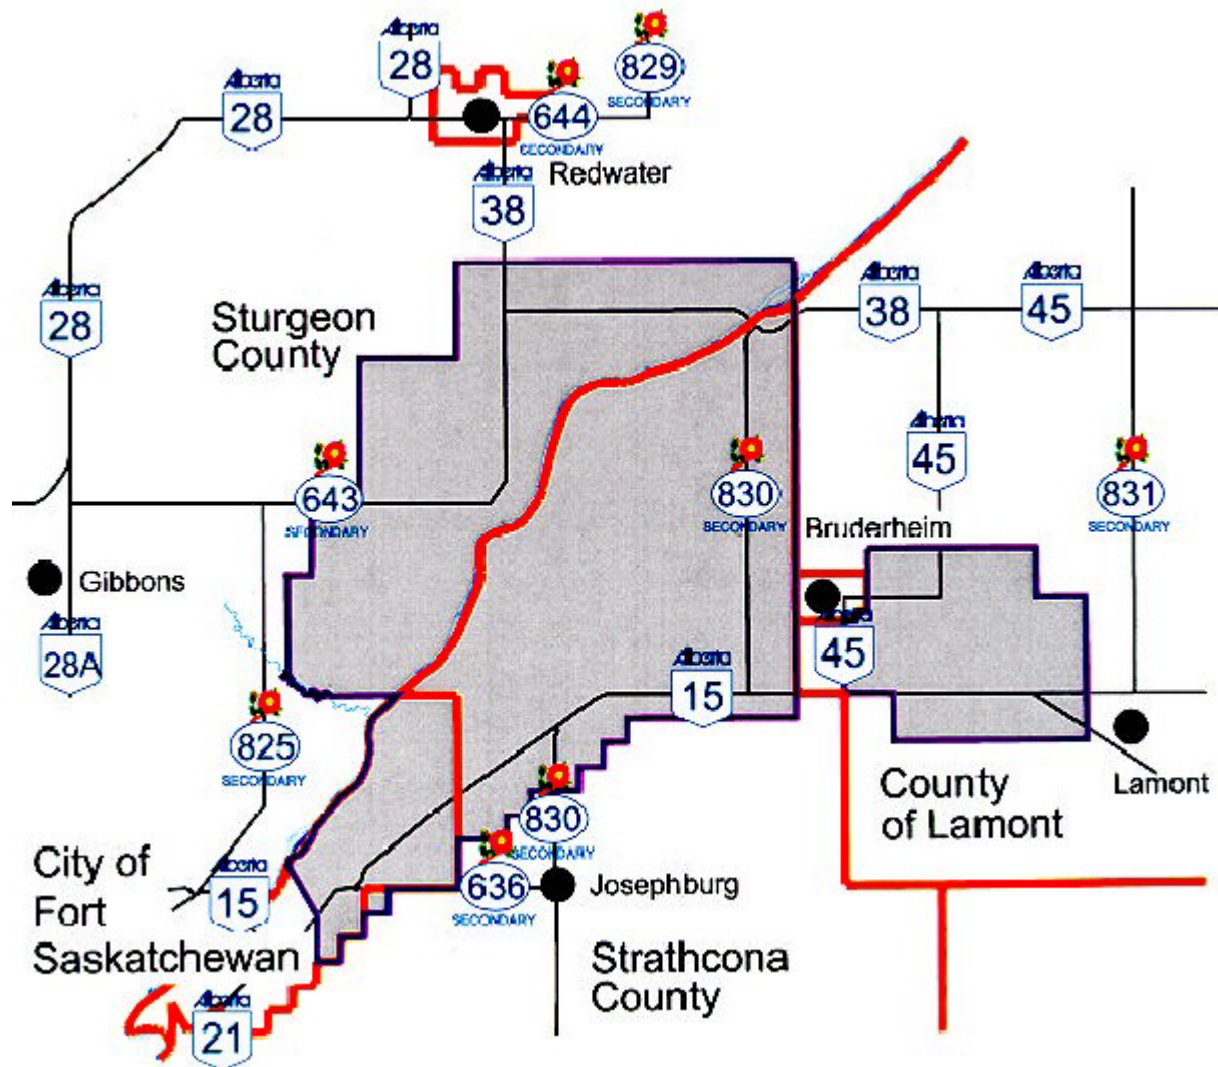 Alberta
28
829
SECONDARY
Alberta
28
644
SECONDARY
Redwater
Alberta
38
Alberta
28
Sturgeon
County
Alberta
38
Alberta
45
643
SECONDARY
830
SECONDARY
Alberta
45
831
SECONDARY
Bruderheim
Gibbons
Alberta
28A
Alberta
45
Alberta
15
825
SECONDARY
County
of Lamont
Lamont
830
SECONDARY
City of
Fort
Saskatchewan
Alberta
15
636
SECONDARY
Josephburg
Strathcona
County
Alberta
21